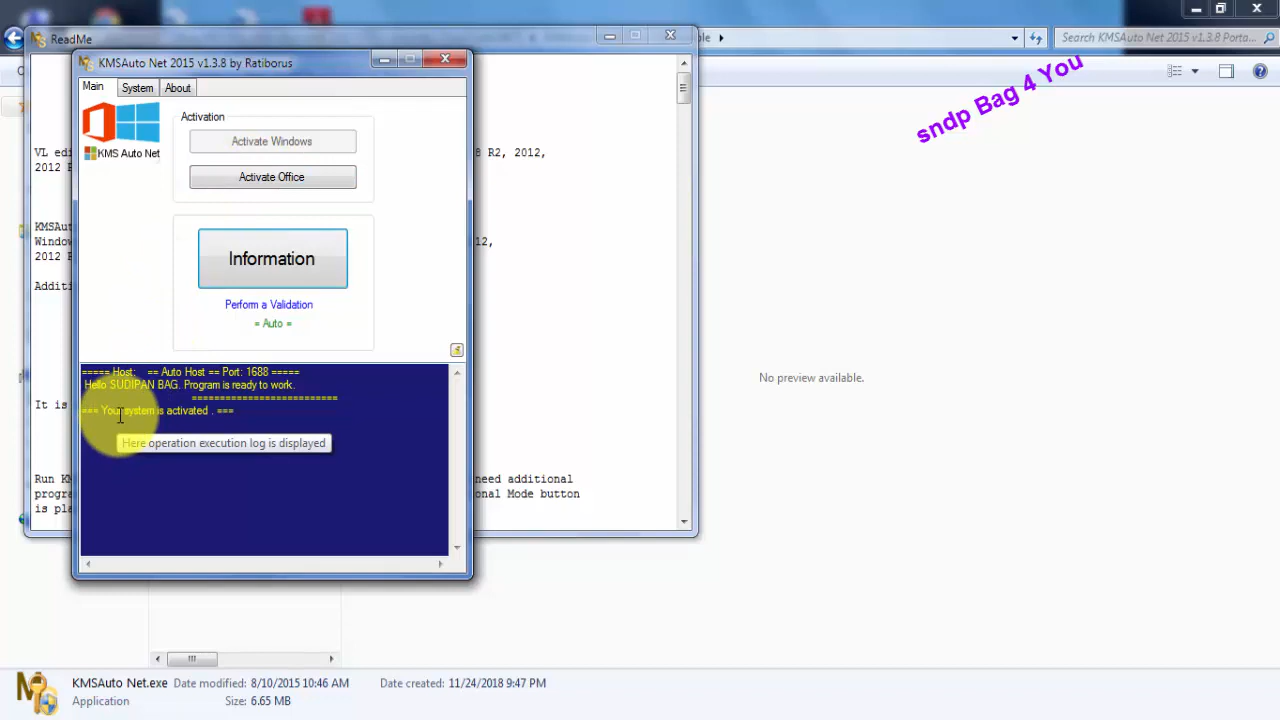 ReadMe
ble
Search KMSAuto Net 2015 v1.3.8 Porta...
KMSAuto Net 2015 v1.3.8 by Ratiborus
sndp Bag 4 You
Main System About
Activation
Activate Windows
KMS Auto Net
VL edi
8 R2, 2012,
2012
Activate Office
KMSAut
Window
12,
2012
Information
Additi
Perform a Validation
= Auto =
===== Host: == Auto Host == Port: 1688 =====
Hello SUDIPAN BAG. Program is ready to work.
==========================
=== Your system is activated . ===
No preview available.
It is
Here operation execution log is displayed
Run KM
need additional
progra
onal Mode button
is pla
KMSAuto Net.exe Date modified: 8/10/2015 10:46 AM Date created: 11/24/2018 9:47 PM
Application Size: 6.65 MB